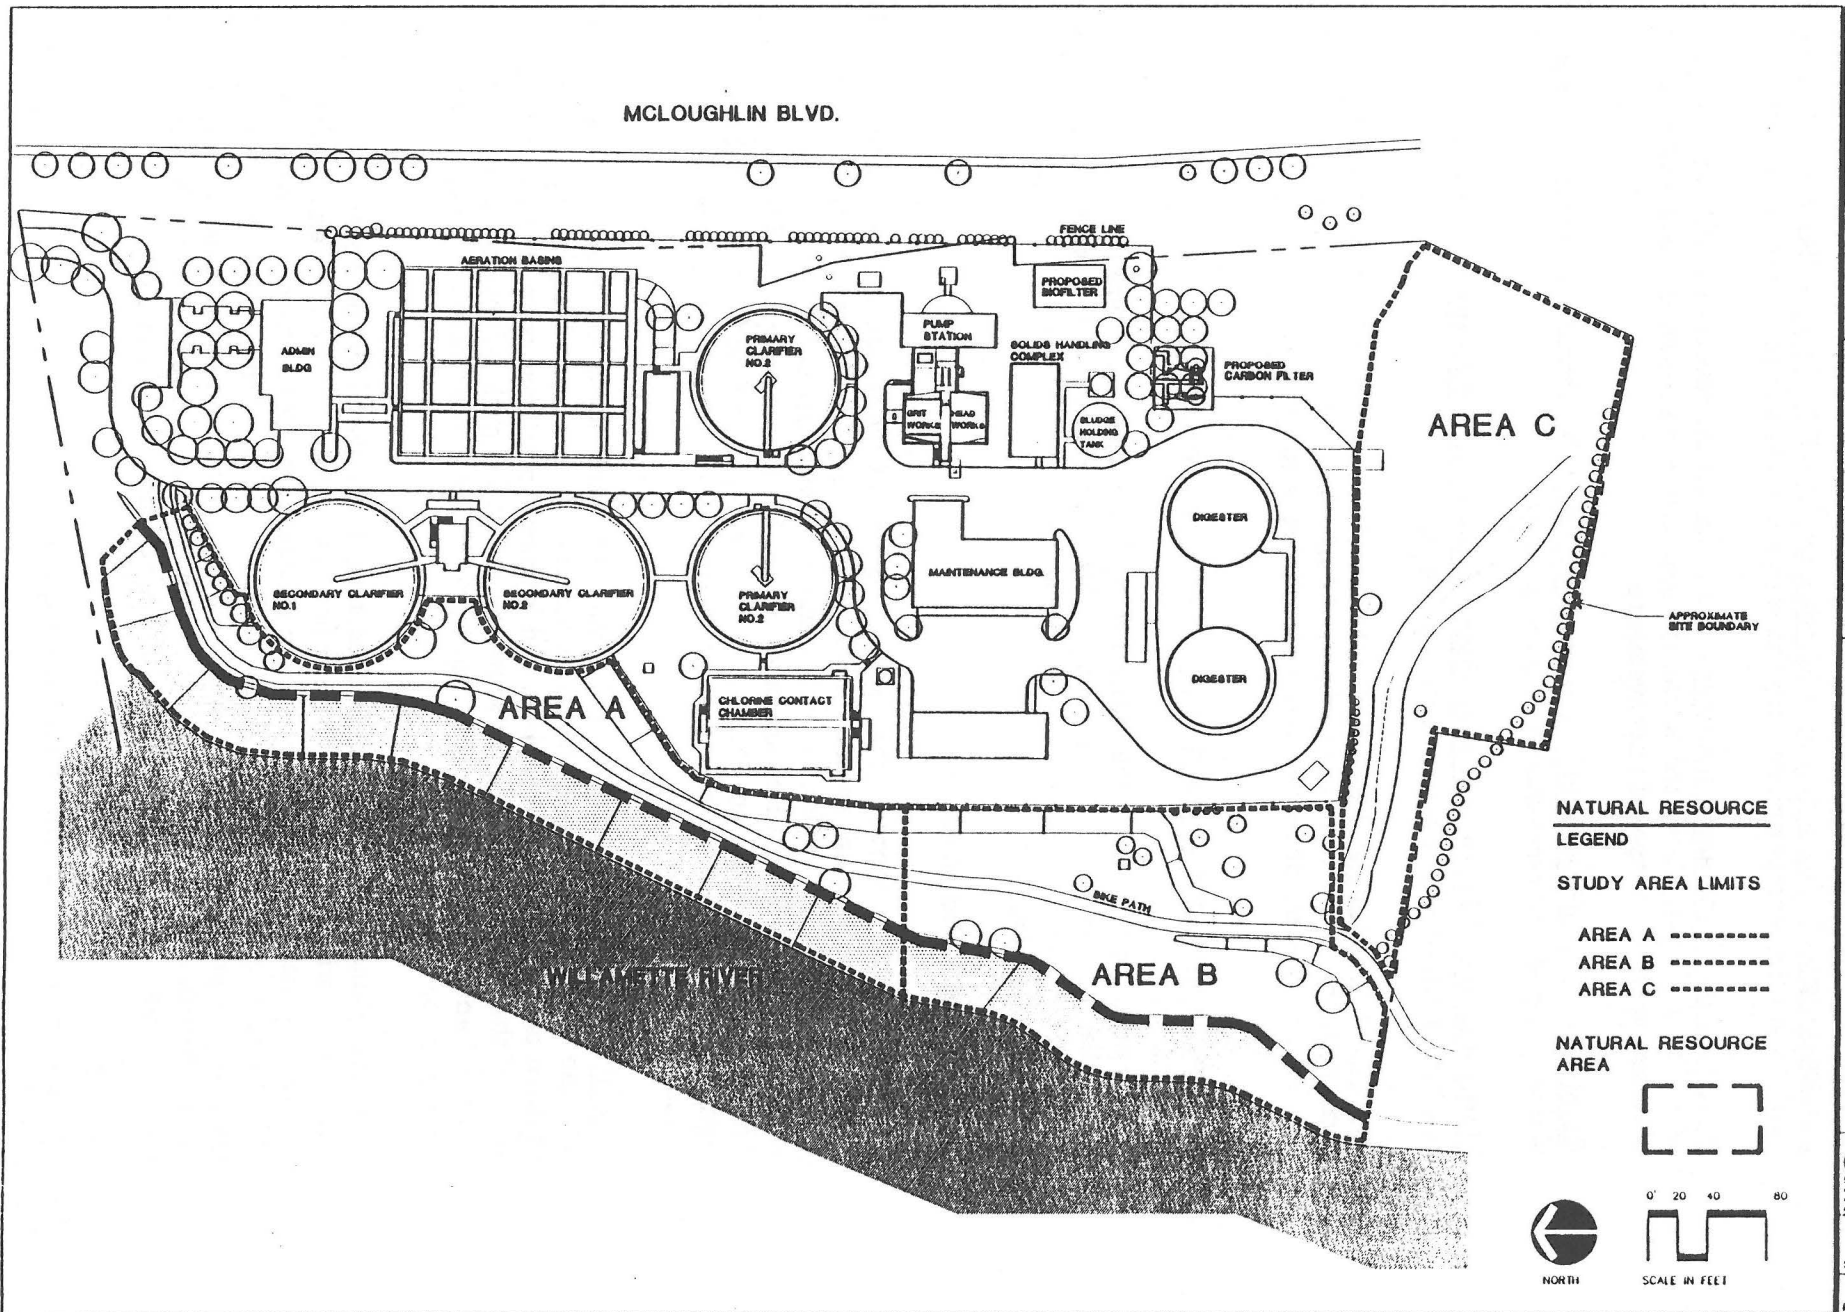 MCLOUGHLIN BLVD.
FENCE LINE
AERATION BASINS
PROPOSED
BIOFILTER
PUMP
STATION
PRIMARY
CLARIFIER
NO.2
ADMIN
BLDG
SOLIDS HANDLING
COMPLEX
PROPOSED
CARBON FILTER
GRIT
WORKS
HEAD
WORKS
SLUDGE
HOLDING
TANK
AREA C
DIGESTER
MAINTENANCE BLDG.
SECONDARY CLARIFIER
NO.1
SECONDARY CLARIFIER
NO.2
PRIMARY
CLARIFIER
NO.2
APPROXIMATE
SITE BOUNDARY
DIGESTER
AREA A
CHLORINE CONTACT
CHAMBER
BIKE PATH
WILLAMETTE RIVER
AREA B
NATURAL RESOURCE
LEGEND
STUDY AREA LIMITS
AREA A
AREA B
AREA C
NATURAL RESOURCE
AREA
0' 20 40 80
NORTH
SCALE IN FEET